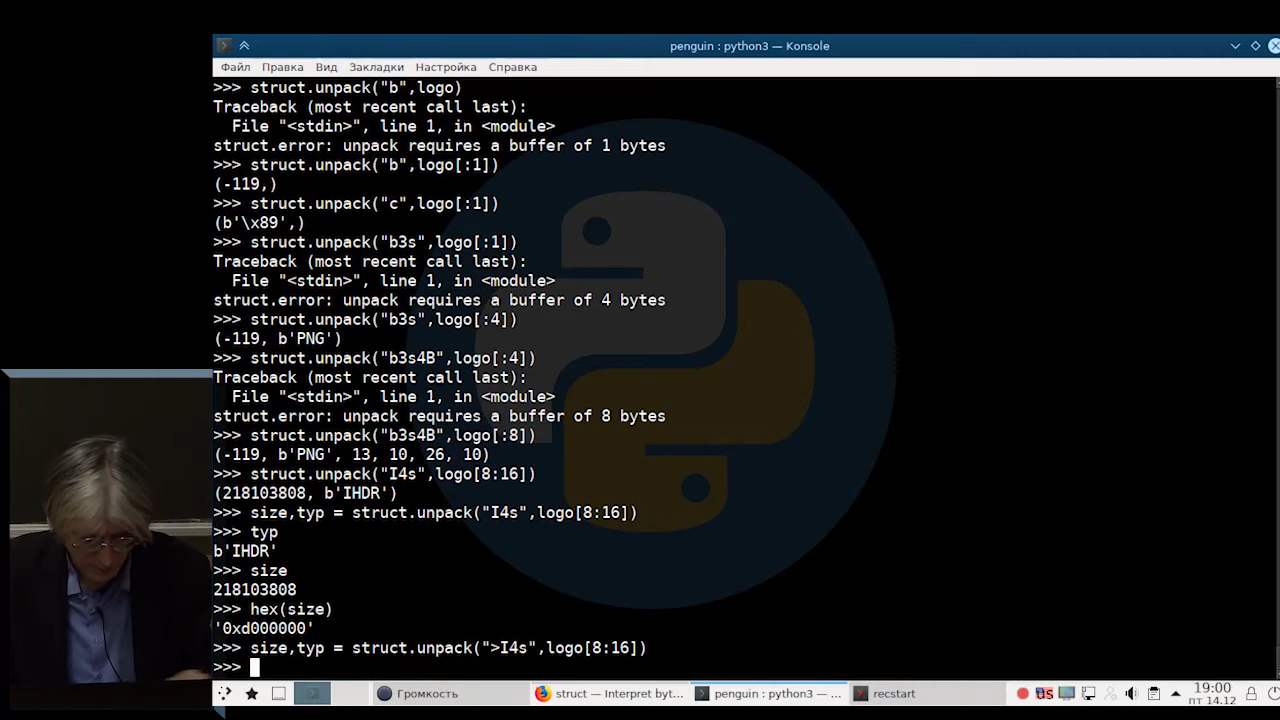 penguin : python3 — Konsole
Файл Правка Вид Закладки Настройка Справка
>>> struct.unpack("b",logo)
Traceback (most recent call last):
  File "<stdin>", line 1, in <module>
struct.error: unpack requires a buffer of 1 bytes
>>> struct.unpack("b",logo[:1])
(-119,)
>>> struct.unpack("c",logo[:1])
(b'\x89',)
>>> struct.unpack("b3s",logo[:1])
Traceback (most recent call last):
  File "<stdin>", line 1, in <module>
struct.error: unpack requires a buffer of 4 bytes
>>> struct.unpack("b3s",logo[:4])
(-119, b'PNG')
>>> struct.unpack("b3s4B",logo[:4])
Traceback (most recent call last):
  File "<stdin>", line 1, in <module>
struct.error: unpack requires a buffer of 8 bytes
>>> struct.unpack("b3s4B",logo[:8])
(-119, b'PNG', 13, 10, 26, 10)
>>> struct.unpack("I4s",logo[8:16])
(218103808, b'IHDR')
>>> size,typ = struct.unpack("I4s",logo[8:16])
>>> typ
b'IHDR'
>>> size
218103808
>>> hex(size)
'0xd000000'
>>> size,typ = struct.unpack(">I4s",logo[8:16])
>>>
Громкость struct — Interpret byt... penguin : python3 — ... recstart us 19:00
пт 14.12